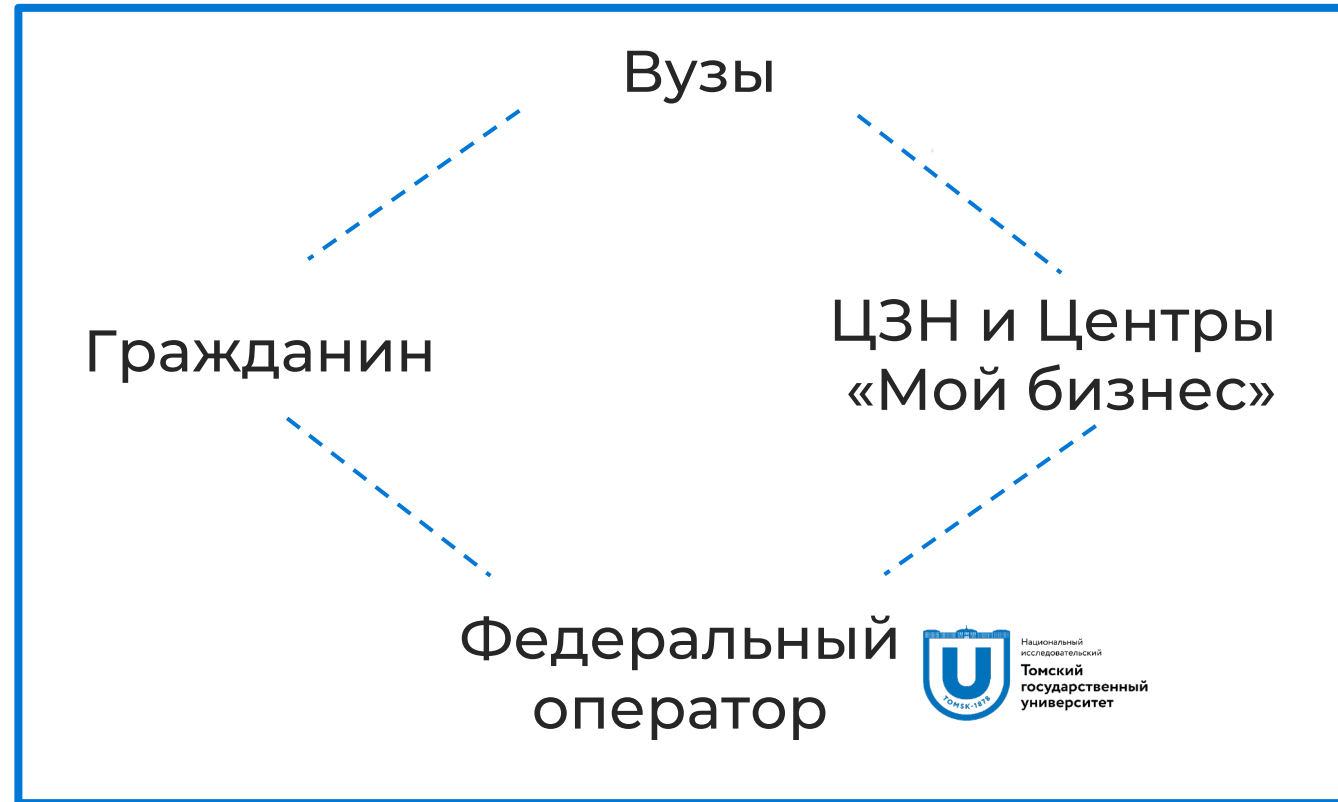 Вузы
Гражданин
ЦЗН и Центры
«Мой бизнес»
Федеральный
оператор
Национальный
исследовательский
Томский
государственный
университет
TOMSK-1878